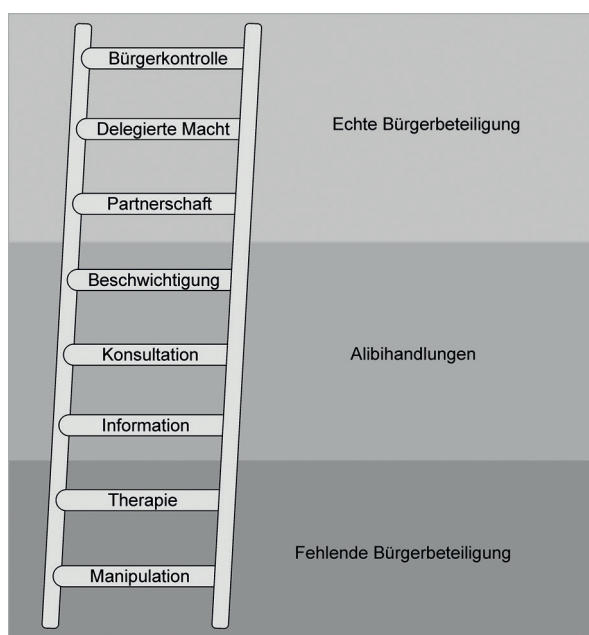 Bürgerkontrolle
Delegierte Macht
Echte Bürgerbeteiligung
Partnerschaft
Beschwichtigung
Konsultation
Alibihandlungen
Information
Therapie
Fehlende Bürgerbeteiligung
Manipulation